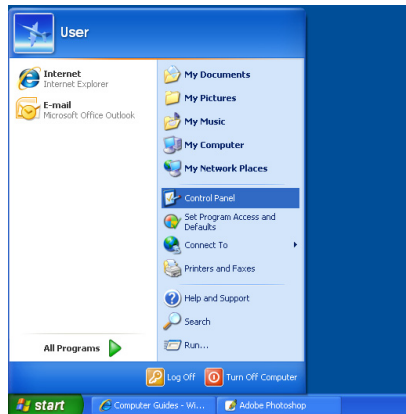 User
Internet
Internet Explorer
E-mail
Microsoft Office Outlook
All Programs
My Documents
My Pictures
My Music
My Computer
My Network Places
Control Panel
Set Program Access and
Defaults
Connect To
Printers and Faxes
Help and Support
Search
Run...
Log Off
Turn Off Computer
start
Computer Guides - Wi...
Adobe Photoshop